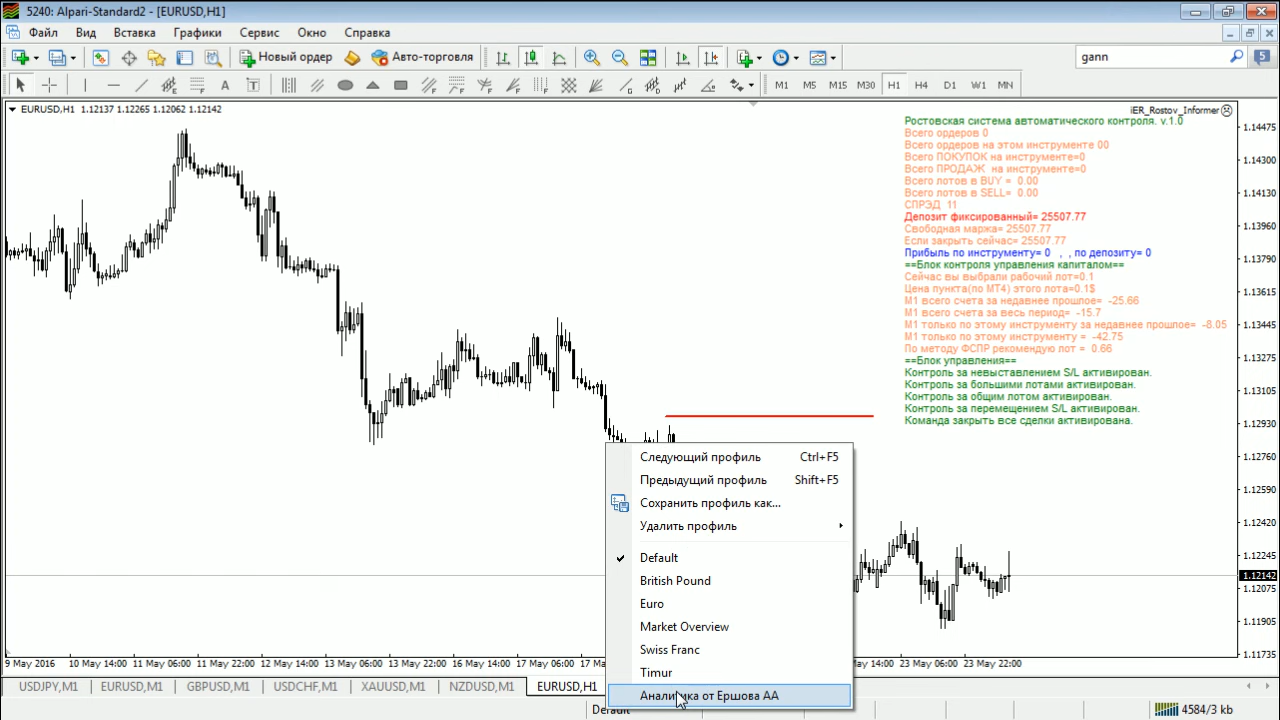 5240: Alpari-Standard2 - [EURUSD,H1]
Файл Вид Вставка Графики Сервис Окно Справка
Новый ордер Авто-торговля gann 5
A T M1 M5 M15 M30 H1 H4 D1 W1 MN
EURUSD,H1 1.12137 1.12265 1.12062 1.12142
iER_Rostov_Informer
Ростовская система автоматического контроля. v.1.0
Всего ордеров 0
Всего ордеров на этом инструменте 00
Всего ПОКУПОК на инструменте=0
Всего ПРОДАЖ на инструменте=0
Всего лотов в BUY = 0.00
Всего лотов в SELL= 0.00
СПРЭД 11
Депозит фиксированный= 25507.77
Свободная маржа= 25507.77
Если закрыть сейчас= 25507.77
Прибыль по инструменту= 0 , , по депозиту= 0
==Блок контроля управления капиталом==
Сейчас вы выбрали рабочий лот=0.1
Цена пункта(по МТ4) этого лота=0.1$
М1 всего счета за недавнее прошлое= -25.66
М1 всего счета за весь период= -15.7
М1 только по этому инструменту за недавнее прошлое= -8.05
М1 только по этому инструменту = -42.75
По методу ФСПР рекомендую лот = 0.66
==Блок управления==
Контроль за невыставлением S/L активирован.
Контроль за большими лотами активирован.
Контроль за общим лотом активирован.
Контроль за перемещением S/L активирован.
Команда закрыть все сделки активирована.
1.14475
1.14300
1.14130
1.13960
1.13790
1.13615
1.13445
1.13275
1.13105
1.12930
1.12760
1.12590
1.12420
1.12245
1.12142
1.12075
1.11905
1.11735
Следующий профиль Ctrl+F5
Предыдущий профиль Shift+F5
Сохранить профиль как...
Удалить профиль
Default
British Pound
Euro
Market Overview
Swiss Franc
Timur
Аналитика от Ершова АА
9 May 2016 10 May 14:00 11 May 06:00 11 May 22:00 12 May 14:00 13 May 06:00 13 May 22:00 16 May 14:00 17 May 06:00 17 May 14:00 23 May 06:00 23 May 22:00
USDJPY,M1 EURUSD,M1 GBPUSD,M1 USDCHF,M1 XAUUSD,M1 NZDUSD,M1 EURUSD,H1
Default 4584/3 kb